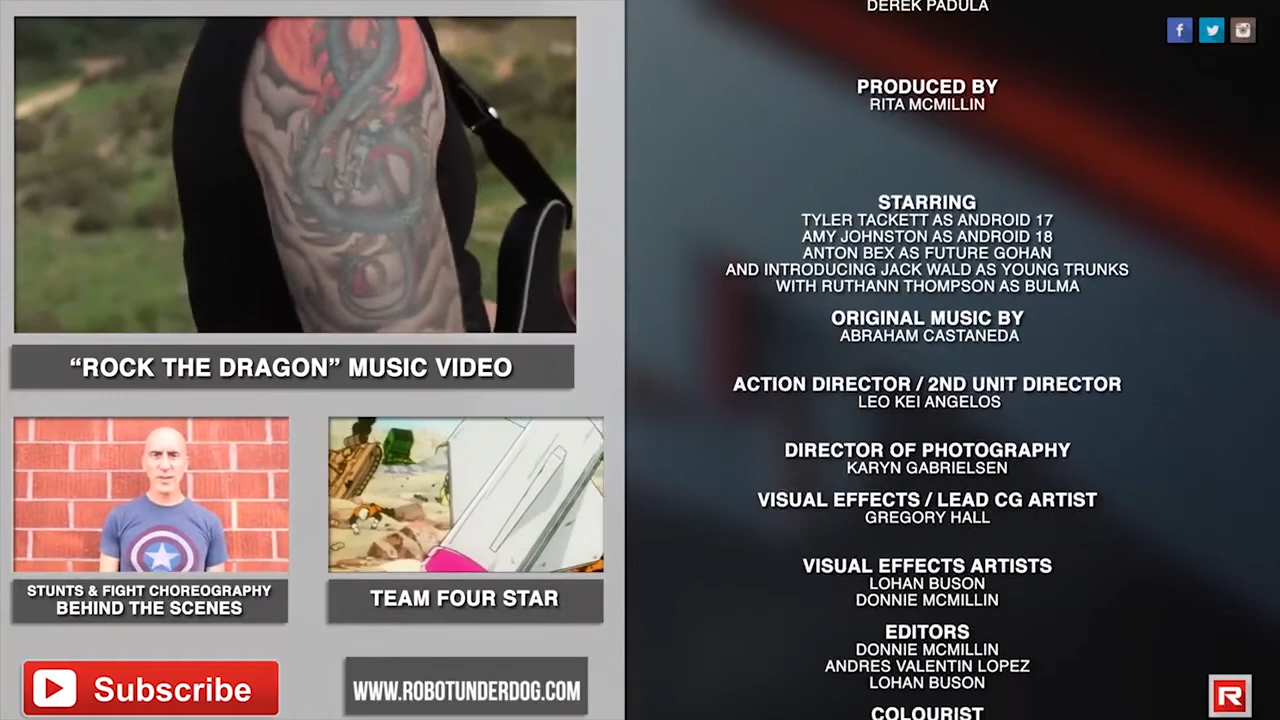 "ROCK THE DRAGON" MUSIC VIDEO
STUNTS & FIGHT CHOREOGRAPHY
BEHIND THE SCENES
TEAM FOUR STAR
Subscribe
WWW.ROBOTUNDERDOG.COM
DEREK PADULA
PRODUCED BY
RITA MCMILLIN
STARRING
TYLER TACKETT AS ANDROID 17
AMY JOHNSTON AS ANDROID 18
ANTON BEX AS FUTURE GOHAN
AND INTRODUCING JACK WALD AS YOUNG TRUNKS
WITH RUTHANN THOMPSON AS BULMA
ORIGINAL MUSIC BY
ABRAHAM CASTANEDA
ACTION DIRECTOR / 2ND UNIT DIRECTOR
LEO KEI ANGELOS
DIRECTOR OF PHOTOGRAPHY
KARYN GABRIELSEN
VISUAL EFFECTS / LEAD CG ARTIST
GREGORY HALL
VISUAL EFFECTS ARTISTS
LOHAN BUSON
DONNIE MCMILLIN
EDITORS
DONNIE MCMILLIN
ANDRES VALENTIN LOPEZ
LOHAN BUSON
COLOURIST
f
R